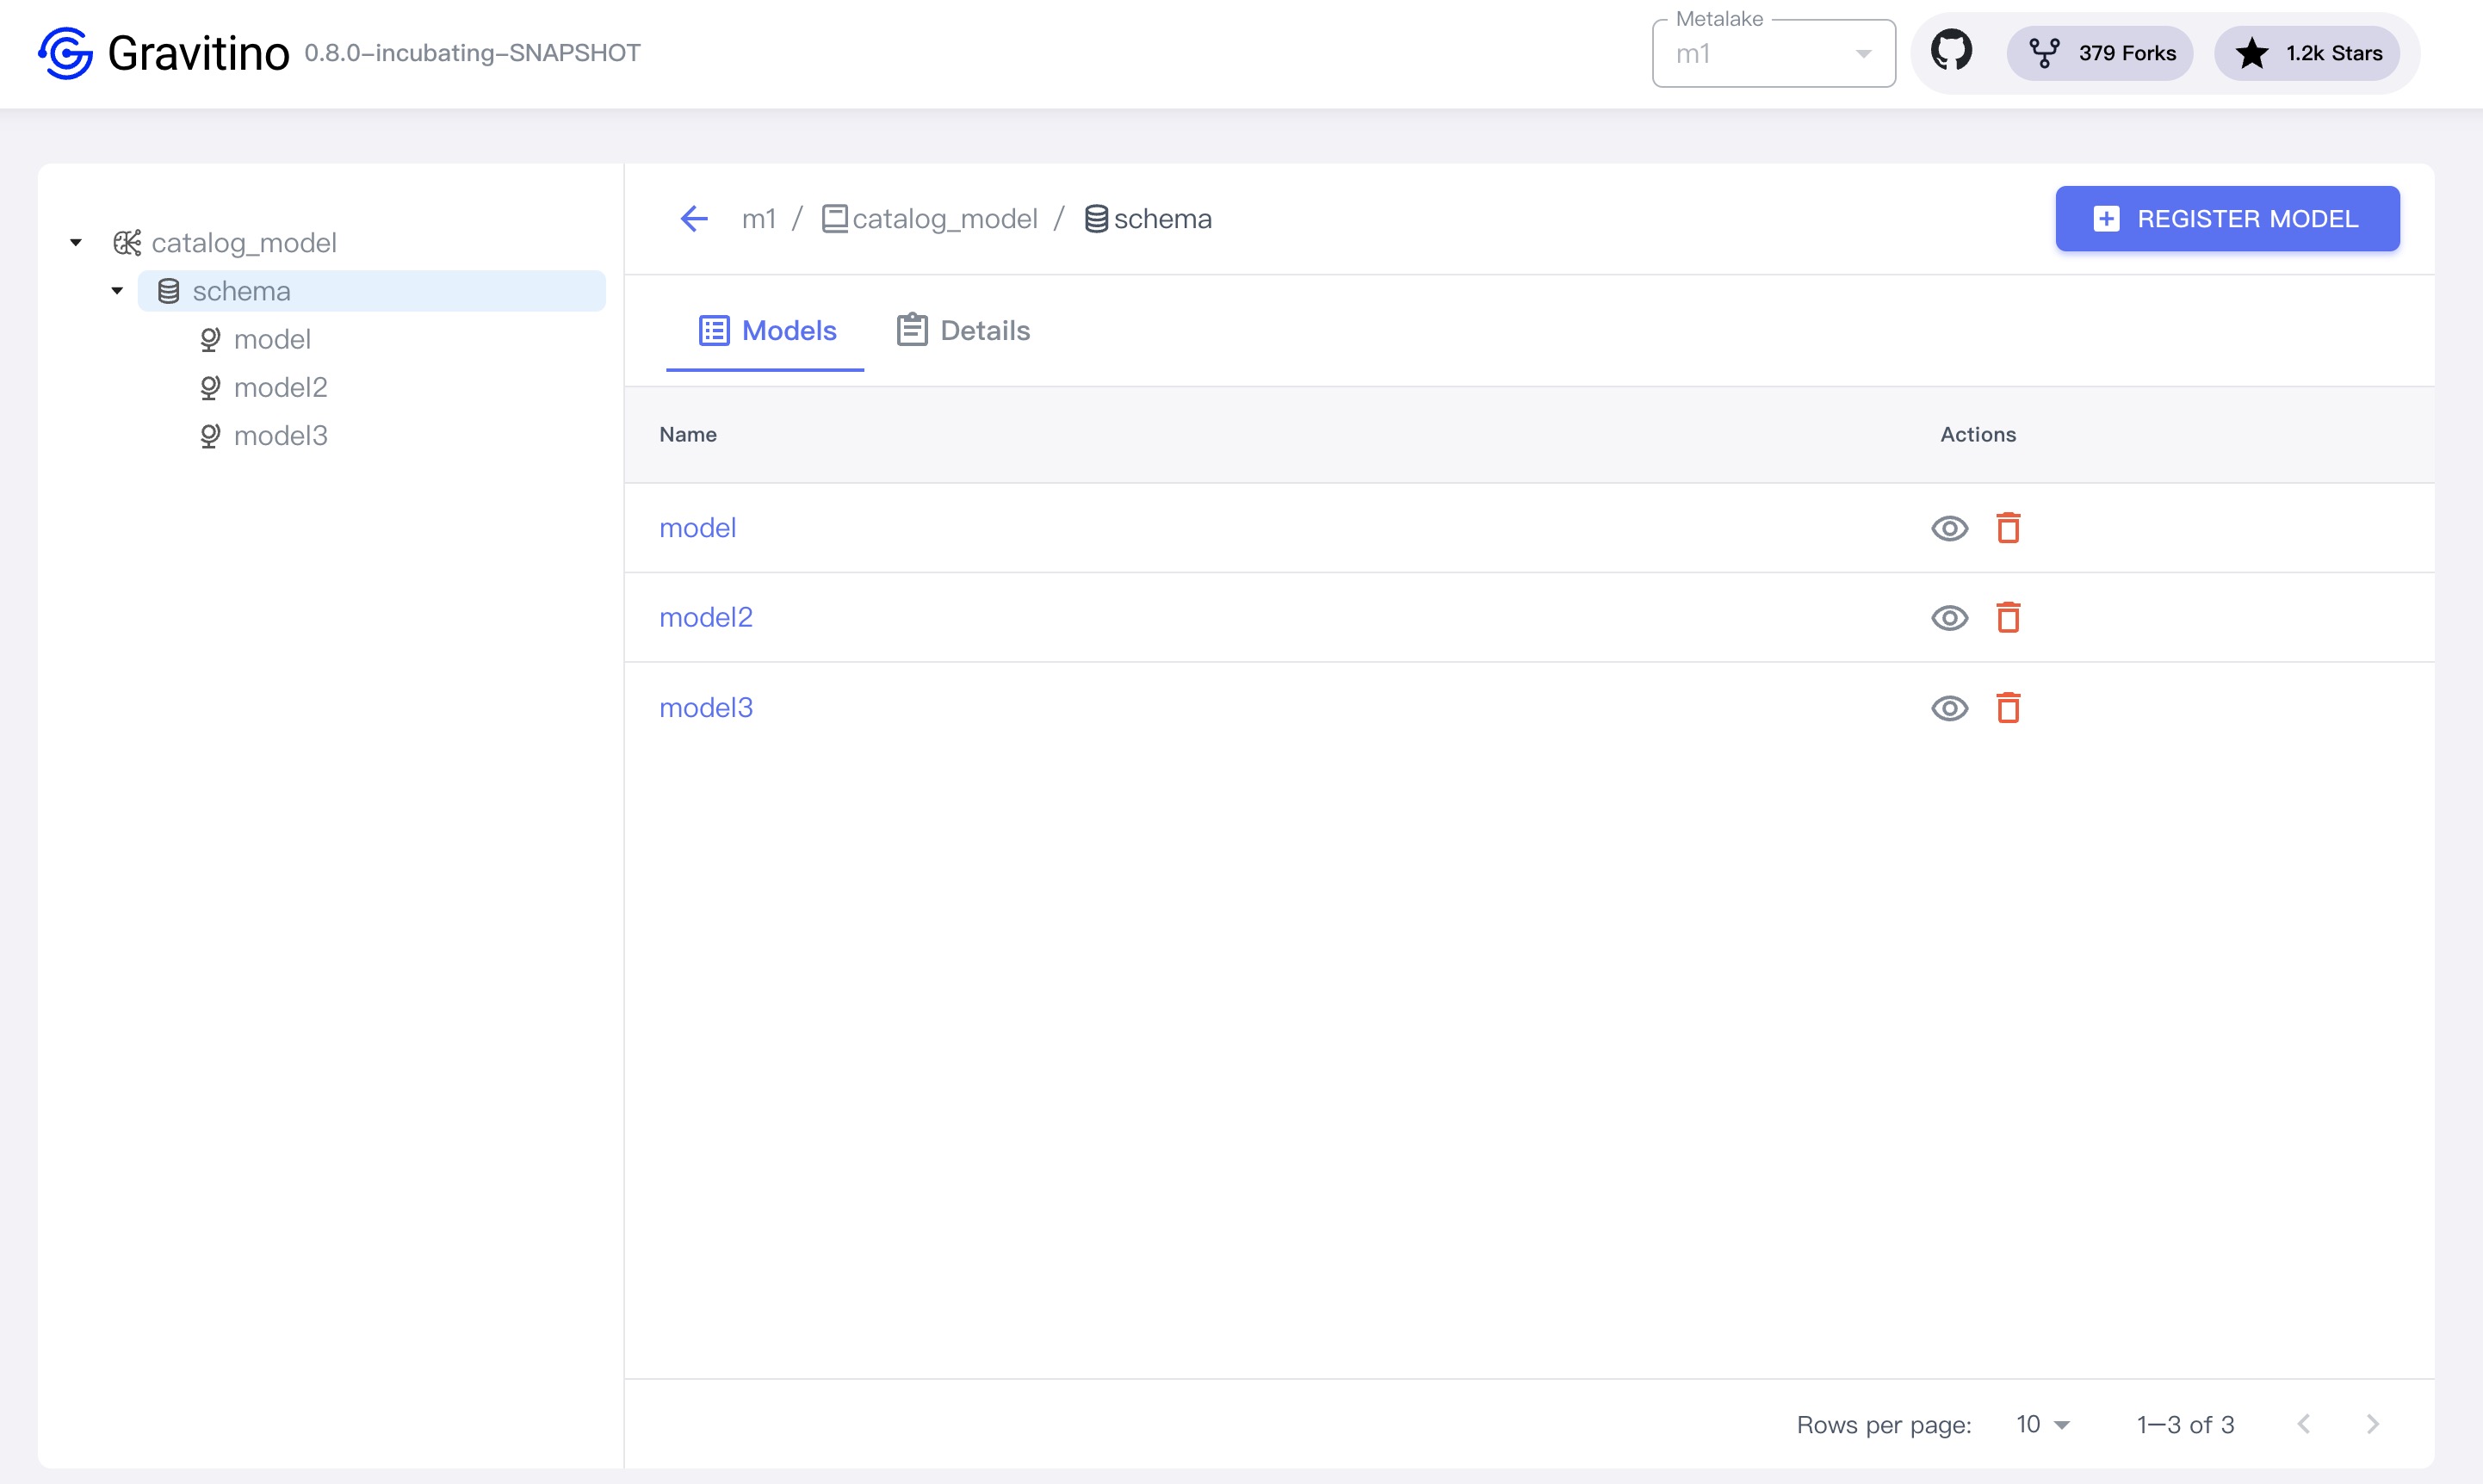 Gravitino 0.8.0-incubating-SNAPSHOT
Metalake
m1
379 Forks
1.2k Stars
catalog_model
schema
model
model2
model3
m1 / catalog_model / schema
REGISTER MODEL
Models
Details
Name
Actions
model
model2
model3
Rows per page: 10
1–3 of 3